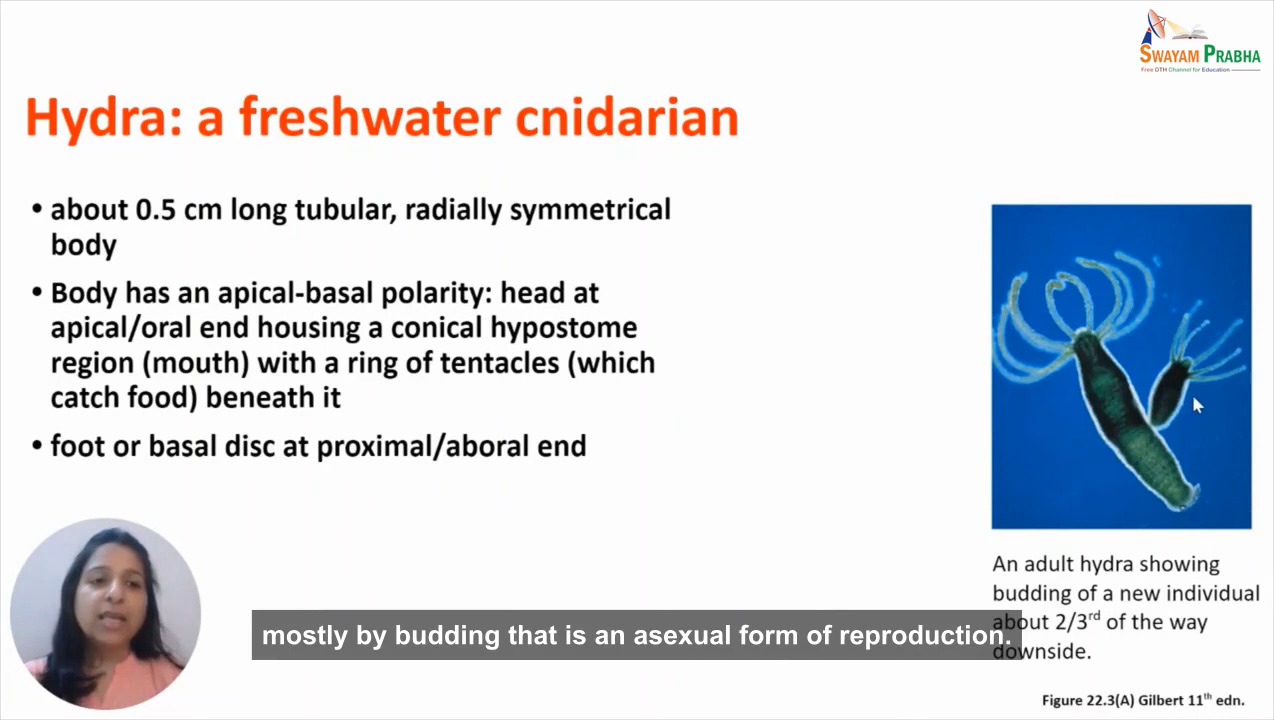 SWAYAM PRABHA
Free DTH Channel for Education
Hydra: a freshwater cnidarian
• about 0.5 cm long tubular, radially symmetrical
body
• Body has an apical-basal polarity: head at
apical/oral end housing a conical hypostome
region (mouth) with a ring of tentacles (which
catch food) beneath it
• foot or basal disc at proximal/aboral end
An adult hydra showing
budding of a new individual
about 2/3rd of the way
downside.
Figure 22.3(A) Gilbert 11th edn.
mostly by budding that is an asexual form of reproduction.